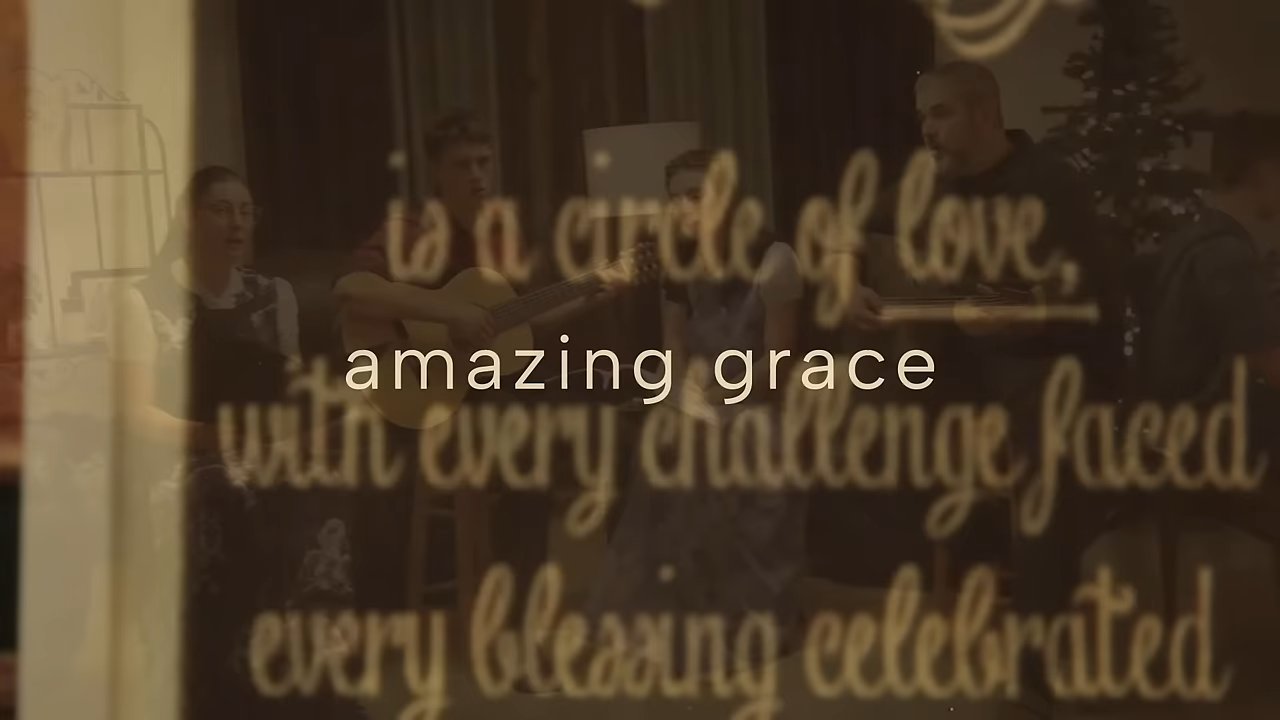 is a circle of love,
amazing grace
with every challenge faced
every blessing celebrated